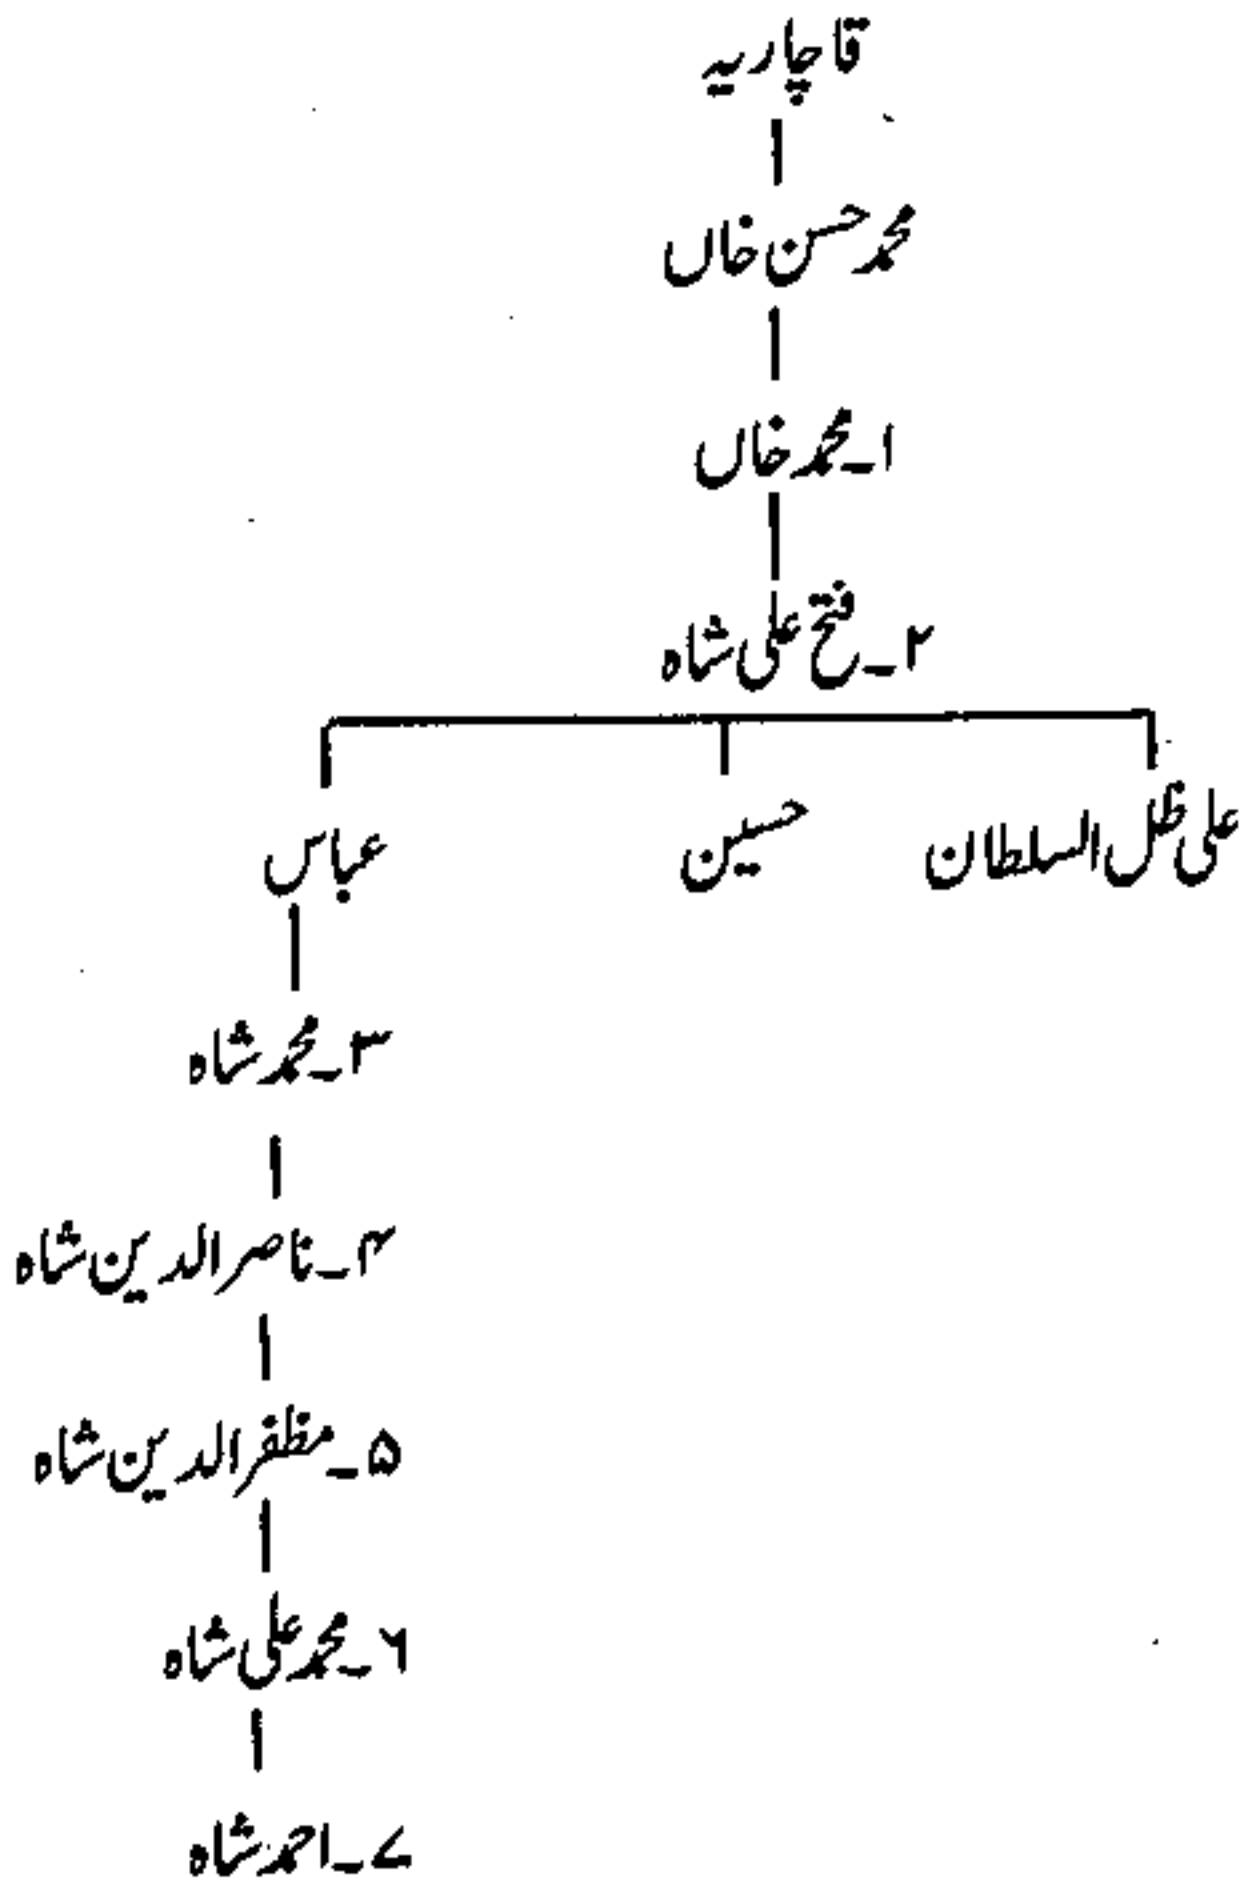 قاچاریہ
محمد حسن خاں
۱۔ محمد خاں
۲۔ فتح علی شاہ
علی ظل السلطان
حسین
عباس
۳۔ محمد شاہ
۴۔ ناصر الدین شاہ
۵۔ مظفر الدین شاہ
۶۔ محمد علی شاہ
۷۔ احمد شاہ